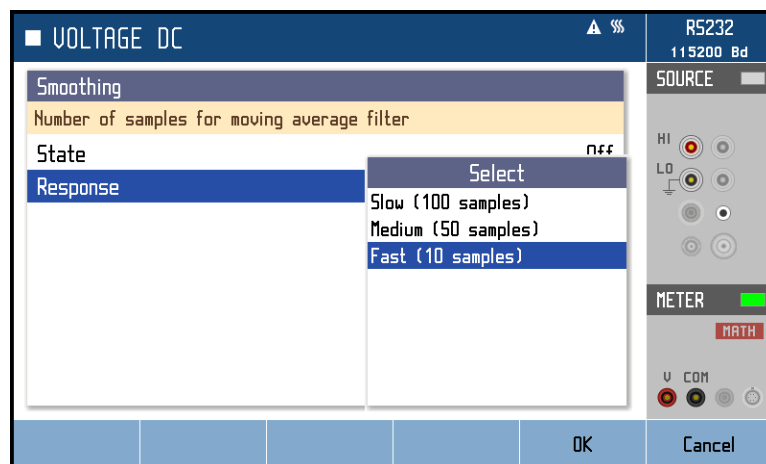 VOLTAGE DC
RS232
115200 Bd
Smoothing
Number of samples for moving average filter
State Off
Response
Select
Slow (100 samples)
Medium (50 samples)
Fast (10 samples)
SOURCE
HI
LO
METER
MATH
V COM
OK Cancel